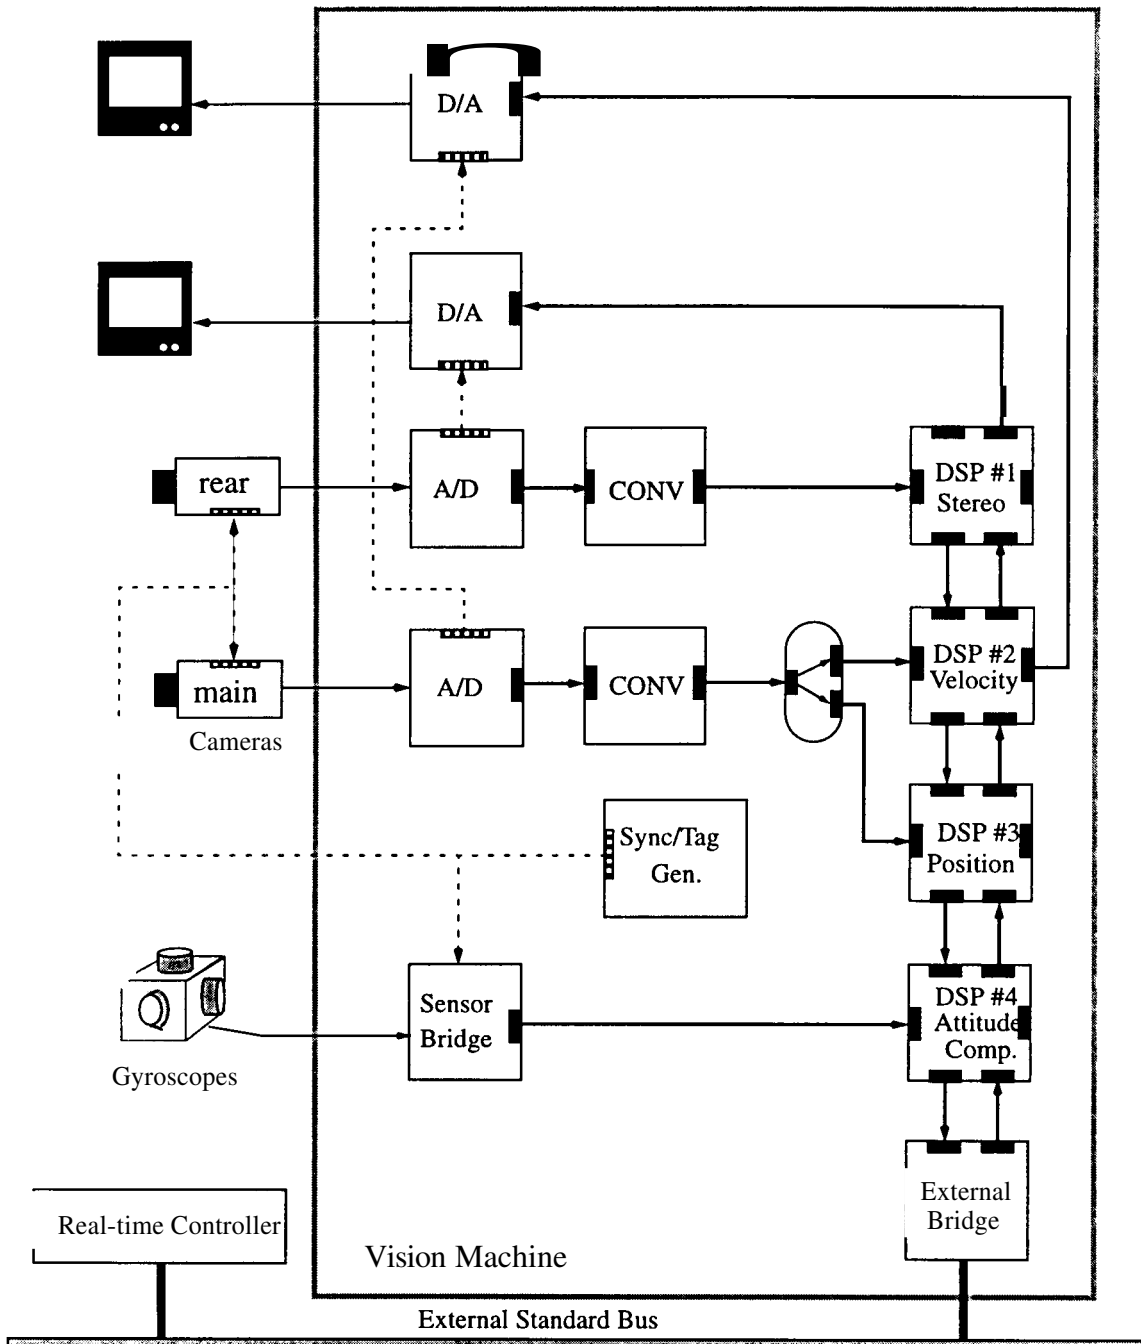 D/A
D/A
rear
A/D
CONV
DSP #1
Stereo
main
A/D
CONV
DSP #2
Velocity
Cameras
Sync/Tag
Gen.
DSP #3
Position
Sensor
Bridge
DSP #4
Attitude
Comp.
Gyroscopes
External
Bridge
Real-time Controller
Vision Machine
External Standard Bus